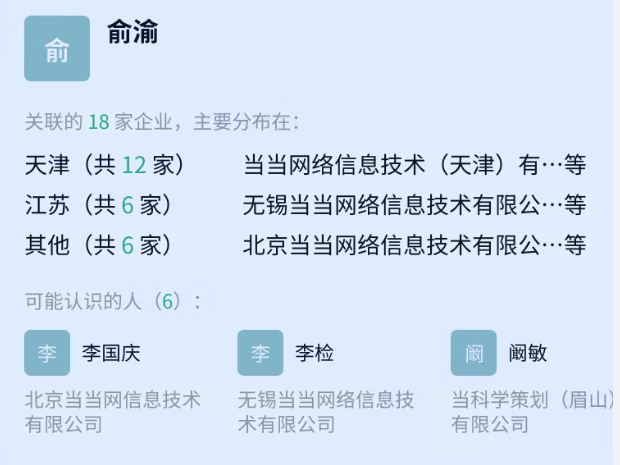 俞
俞渝
关联的 18 家企业，主要分布在：
天津（共 12 家） 当当网络信息技术（天津）有…等
江苏（共 6 家） 无锡当当网络信息技术有限公…等
其他（共 6 家） 北京当当网络信息技术有限公…等
可能认识的人（6）：
李 李国庆 李 李检 阚 阚敏
北京当当网信息技术 无锡当当网络信息技 当科学策划（眉山）
有限公司 术有限公司 有限公司